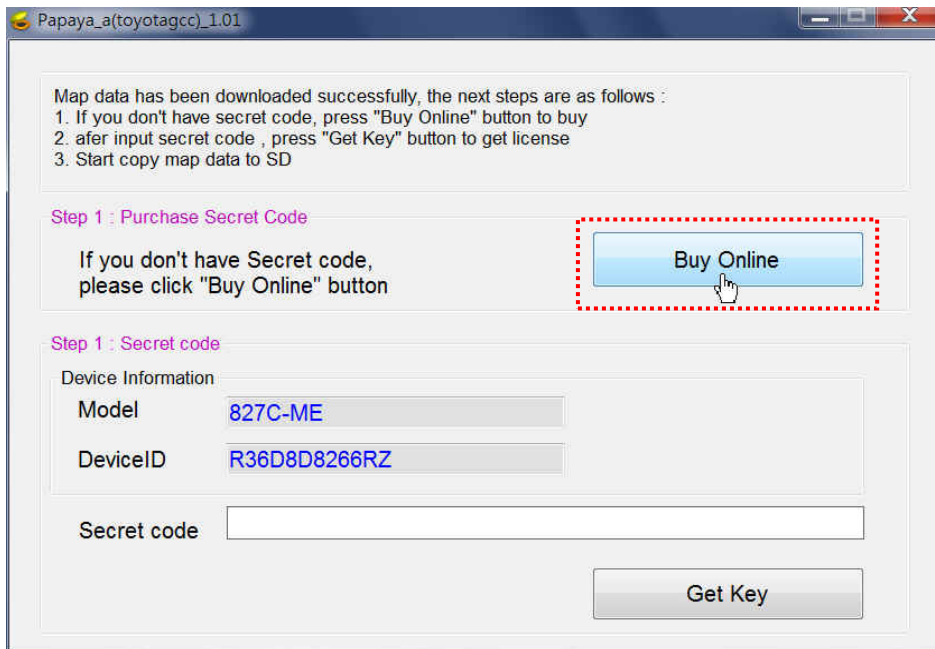 Papaya_a(toyotagcc)_1.01
Map data has been downloaded successfully, the next steps are as follows :
1. If you don't have secret code, press "Buy Online" button to buy
2. afer input secret code , press "Get Key" button to get license
3. Start copy map data to SD
Step 1 : Purchase Secret Code
If you don't have Secret code,
please click "Buy Online" button
Buy Online
Step 1 : Secret code
Device Information
Model
827C-ME
DeviceID
R36D8D8266RZ
Secret code
Get Key